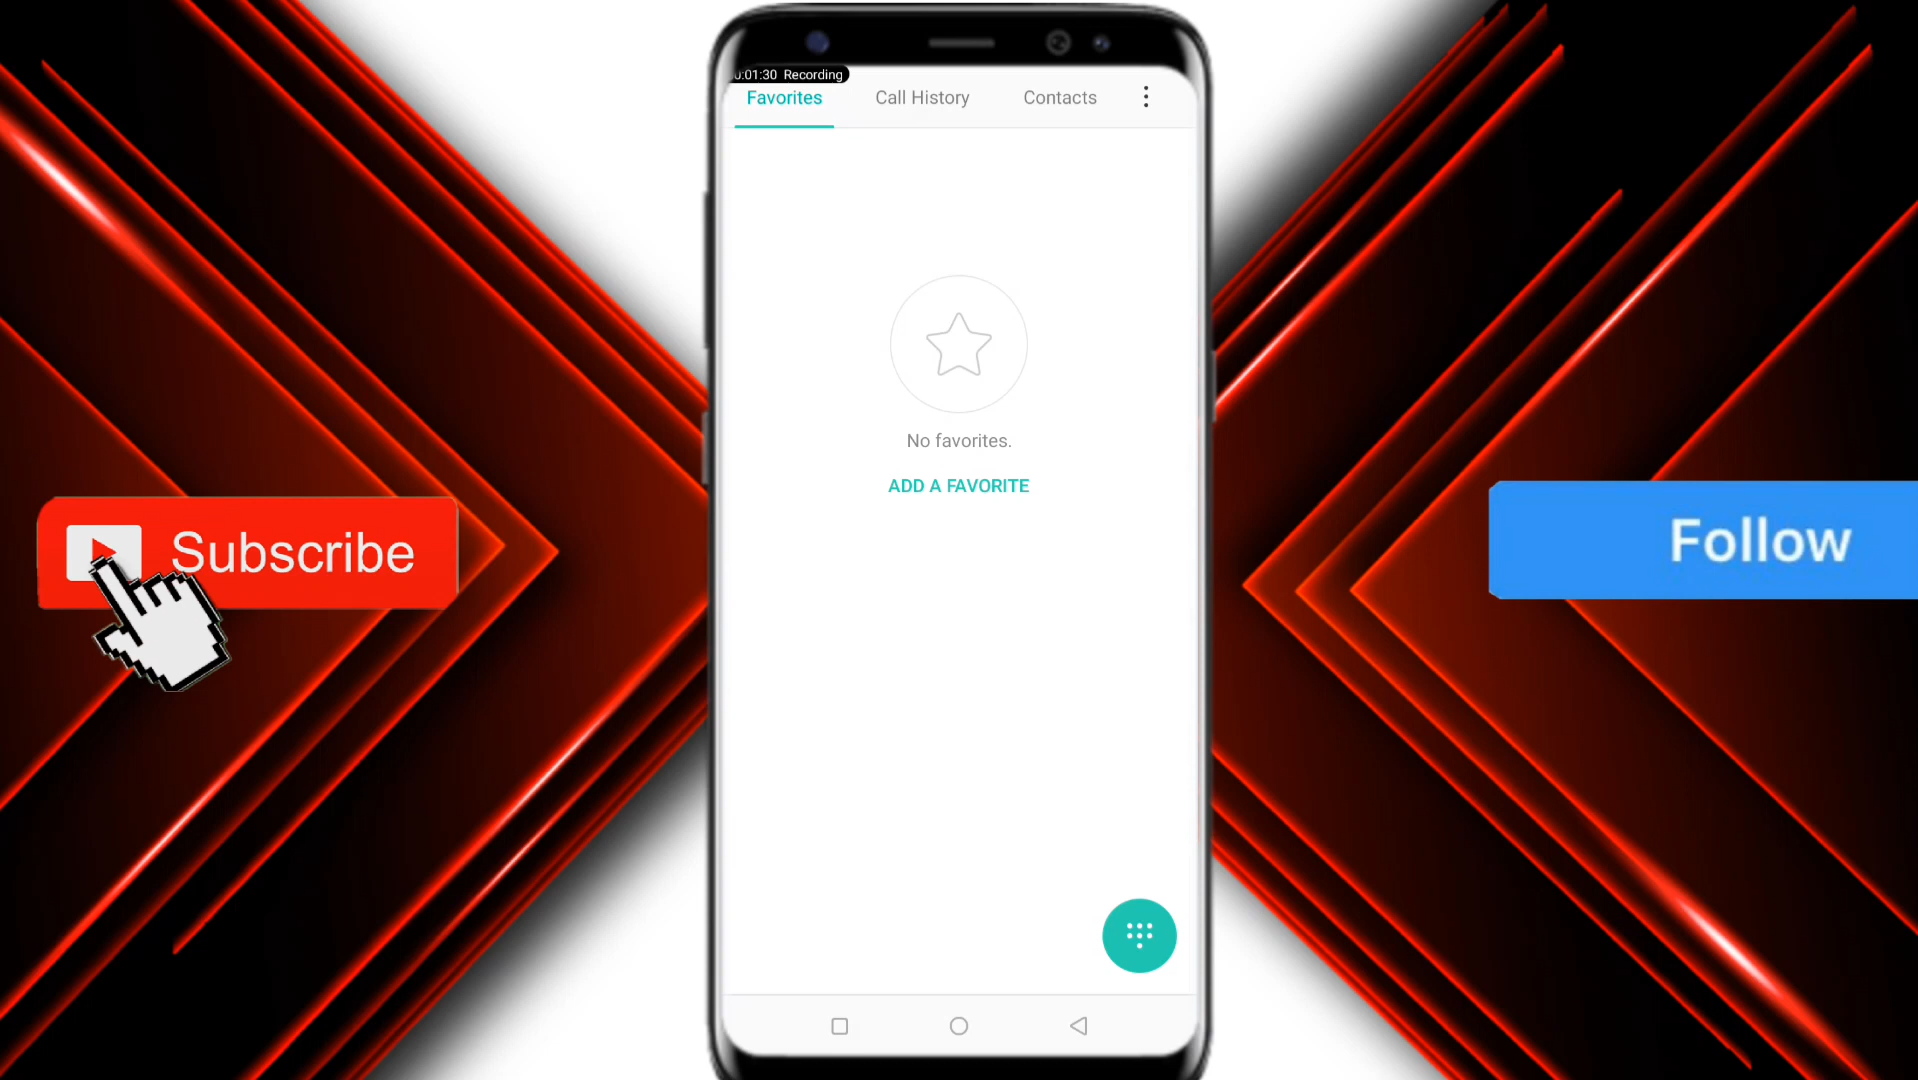 0:01:30 Recording
Favorites Call History Contacts
No favorites.
ADD A FAVORITE
Subscribe
Follow